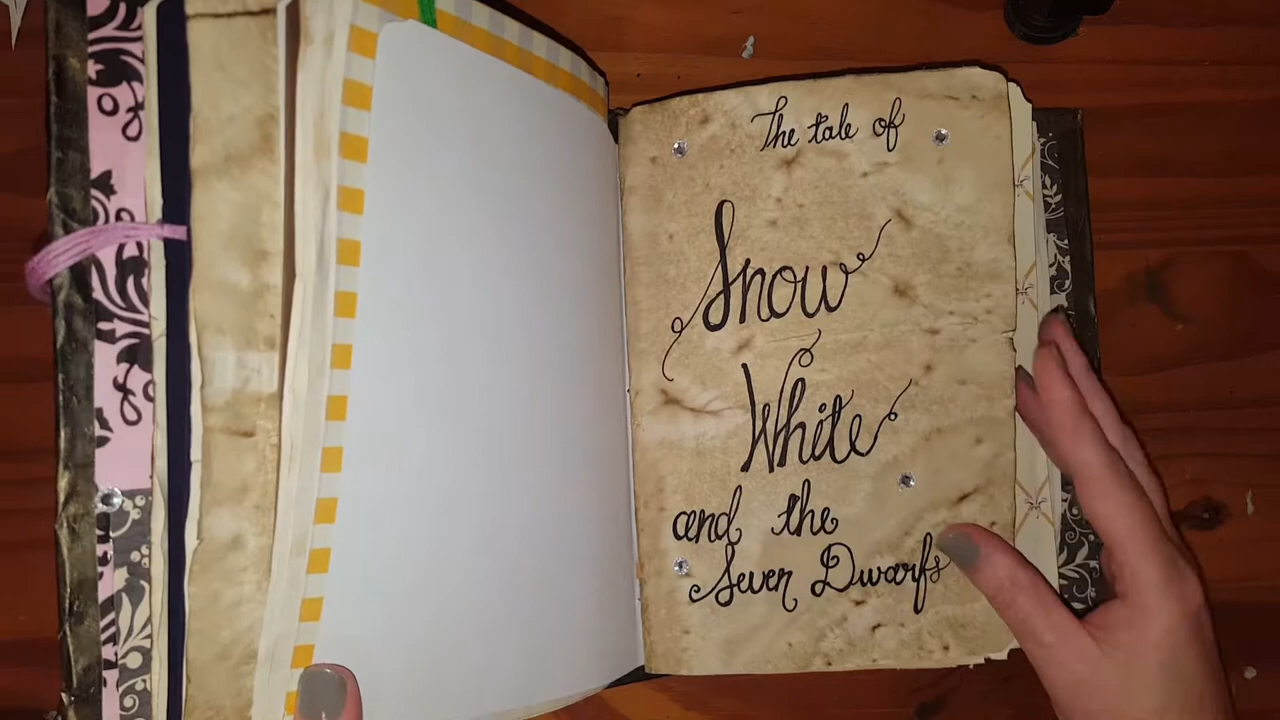 The tale of
Snow
White
and the
Seven Dwarfs